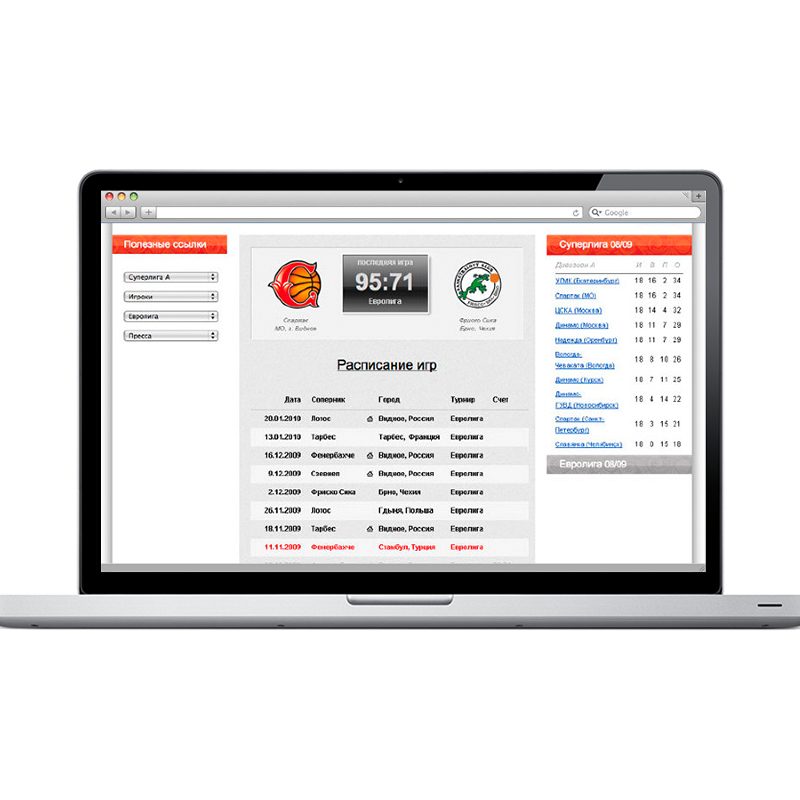 Google
Полезные ссылки
Суперлига А
Игроки
Евролига
Пресса
последняя игра
95:71
Евролига
Спартак
МО, г. Видное
Фриско Сика
Брно, Чехия
Расписание игр
Дата Соперник Город Турнир Счет
20.01.2010 Лотос Видное, Россия Евролига
13.01.2010 Тарбес Тарбес, Франция Евролига
16.12.2009 Фенербахче Видное, Россия Евролига
9.12.2009 Сзевиеп Видное, Россия Евролига
2.12.2009 Фриско Сика Брно, Чехия Евролига
26.11.2009 Лотос Гдыня, Польша Евролига
18.11.2009 Тарбес Видное, Россия Евролига
11.11.2009 Фенербахче Стамбул, Турция Евролига
Суперлига 08/09
Дивизион А И В П О
УГМК (Екатеринбург) 18 16 2 34
Спартак (МО) 18 16 2 34
ЦСКА (Москва) 18 14 4 32
Динамо (Москва) 18 11 7 29
Надежда (Оренбург) 18 11 7 29
Вологда-
Чеваката (Вологда) 18 8 10 26
Динамо (Курск) 18 7 11 25
Динамо-
ГУВД (Новосибирск) 18 4 14 22
Спартак (Санкт-
Петербург) 18 3 15 21
Славянка (Челябинск) 18 0 15 18
Евролига 08/09